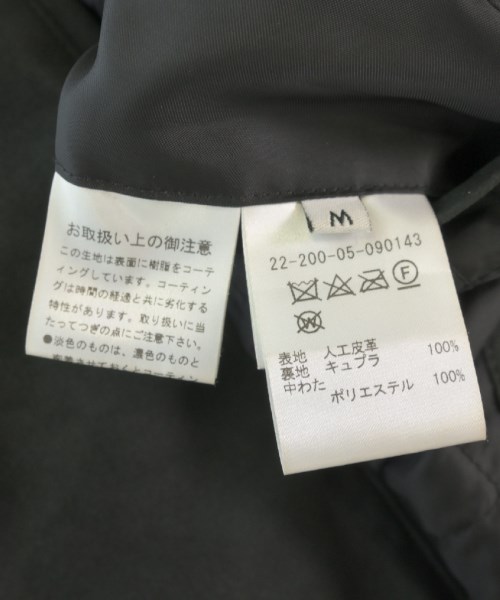 お取扱い上の御注意
この生地は表面に樹脂をコーテ
ィングしています。コーティン
グは時間の経過と共に劣化する
特性があります。取り扱いに当
たってつぎの点にご注意下さい。
●淡色のものは、濃色のものと
M
22-200-05-090143
F
W
表地 人工皮革 100%
裏地 キュプラ
中わた
ポリエステル 100%